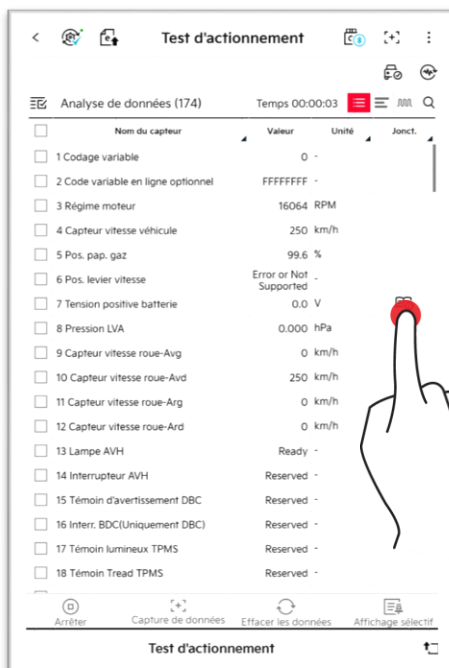 Test d'actionnement
Analyse de données (174) Temps 00:00:03
Nom du capteur Valeur Unité Jonct.
1 Codage variable 0 -
2 Code variable en ligne optionnel FFFFFFFF -
3 Régime moteur 16064 RPM
4 Capteur vitesse véhicule 250 km/h
5 Pos. pap. gaz 99.6 %
6 Pos. levier vitesse Error or Not Supported -
7 Tension positive batterie 0.0 V
8 Pression LVA 0.000 hPa
9 Capteur vitesse roue-Avg 0 km/h
10 Capteur vitesse roue-Avd 250 km/h
11 Capteur vitesse roue-Arg 0 km/h
12 Capteur vitesse roue-Ard 0 km/h
13 Lampe AVH Ready -
14 Interrupteur AVH Reserved -
15 Témoin d'avertissement DBC Reserved -
16 Interr. BDC(Uniquement DBC) Reserved -
17 Témoin lumineux TPMS Reserved -
18 Témoin Tread TPMS Reserved -
Arrêter Capture de données Effacer les données Affichage sélectif
Test d'actionnement